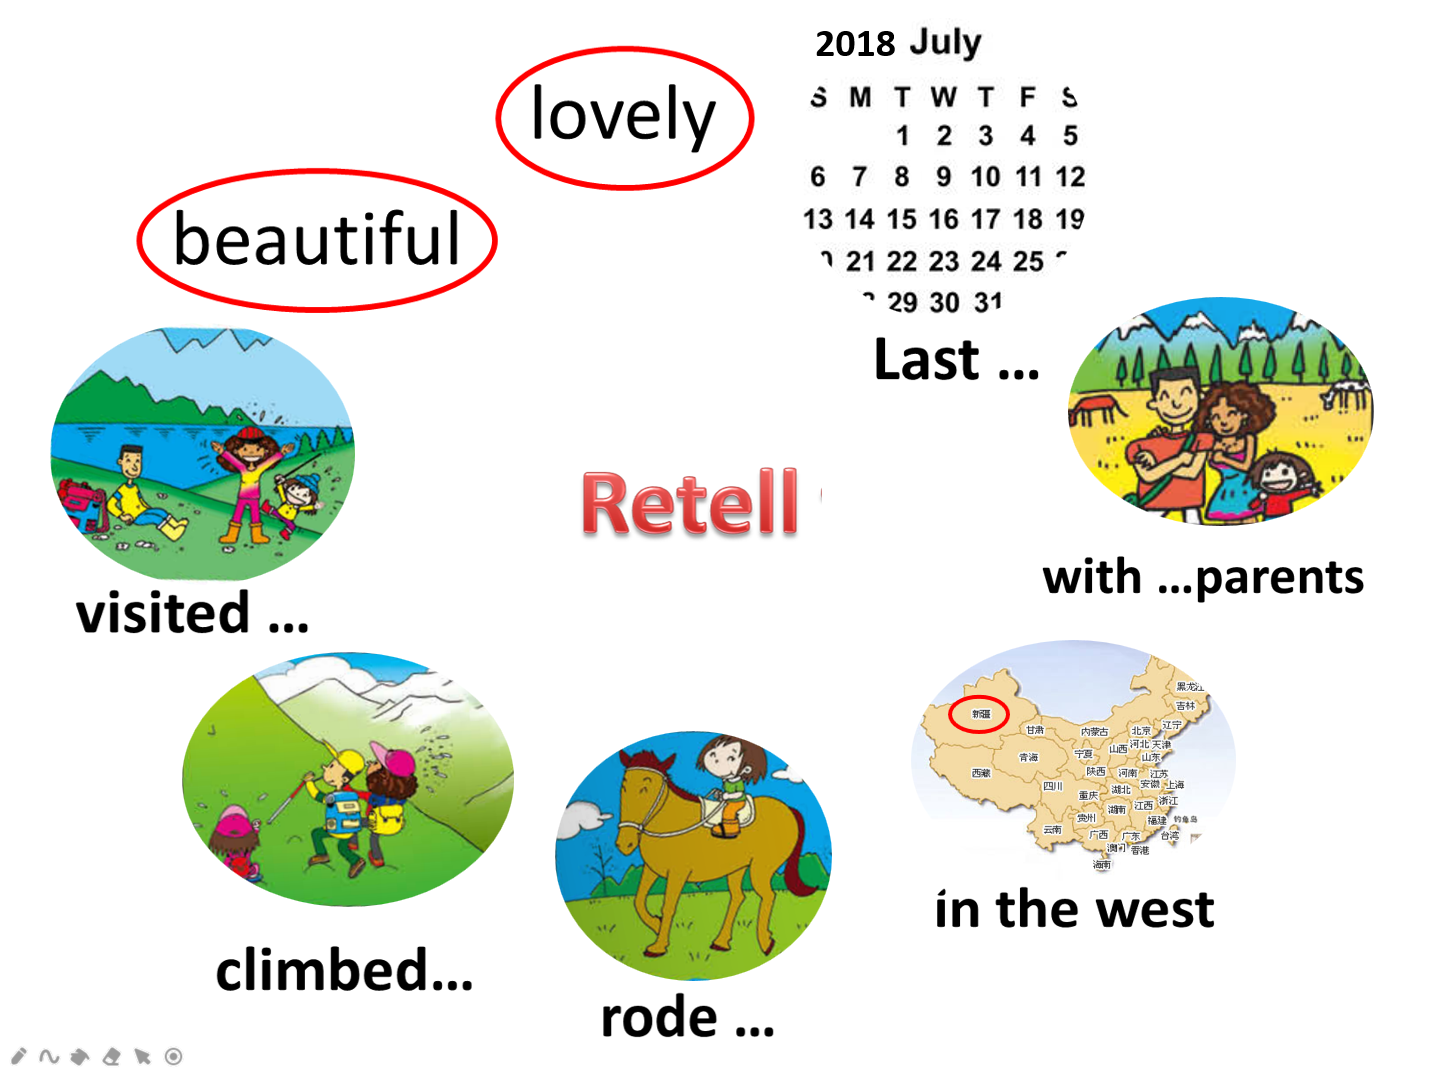 2018 July
S M T W T F S
1 2 3 4 5
6 7 8 9 10 11 12
13 14 15 16 17 18 19
21 22 23 24 25
29 30 31
lovely
beautiful
Last ...
Retell
with ...parents
visited ...
黑龙江
吉林
辽宁
新疆
甘肃
内蒙古
北京
河北
天津
山西
山东
宁夏
青海
陕西
河南
江苏
西藏
四川
重庆
湖北
安徽
上海
浙江
江西
湖南
贵州
福建
云南
广西
广东
台湾
钓鱼岛
澳门
香港
海南
in the west
climbed...
rode ...